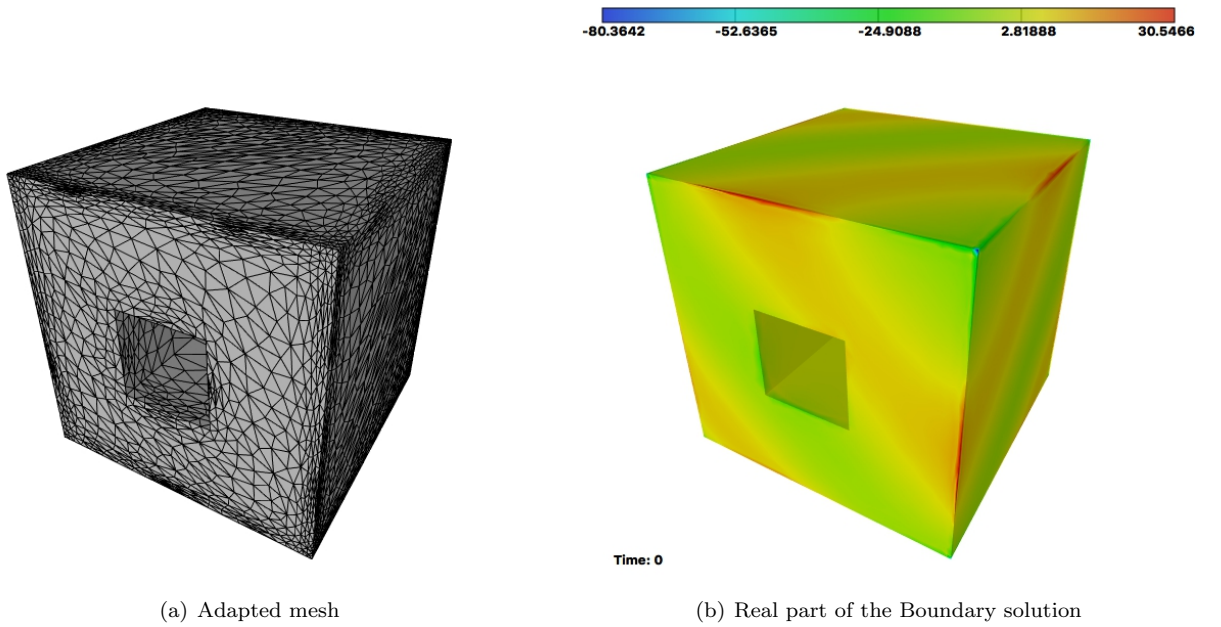 -80.3642 -52.6365 -24.9088 2.81888 30.5466
Time: 0
(a) Adapted mesh (b) Real part of the Boundary solution